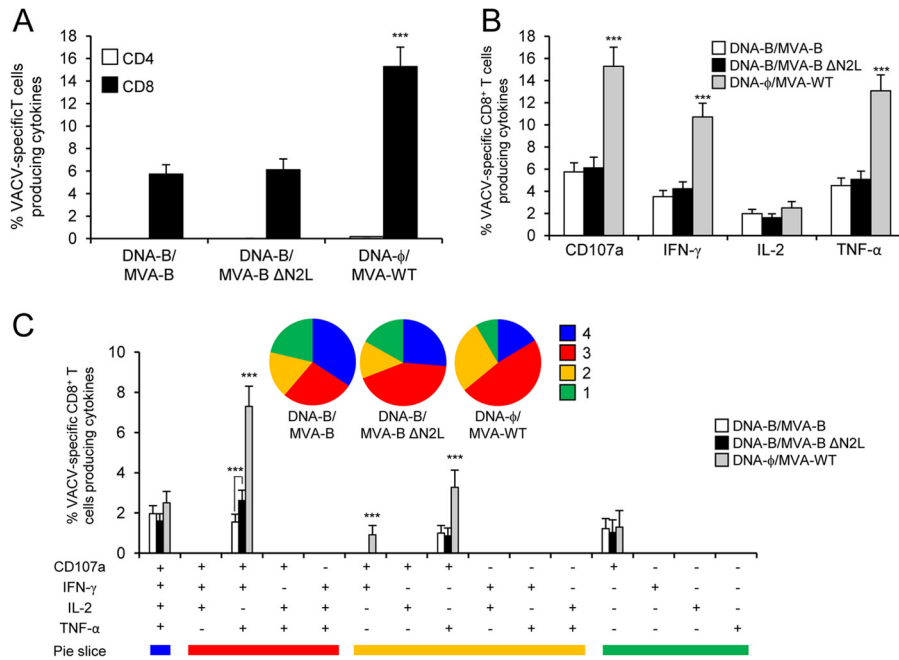 A
% VACV-specificT cells
producing cytokines
18
16
14
12
10
8
6
4
2
0
CD4
CD8
***
DNA-B/
MVA-B
DNA-B/
MVA-B ΔN2L
DNA-ϕ/
MVA-WT
B
% VACV-specific CD8⁺ T cells
producing cytokines
18
16
14
12
10
8
6
4
2
0
DNA-B/MVA-B
DNA-B/MVA-B ΔN2L
DNA-ϕ/MVA-WT
***
***
***
CD107a IFN-γ IL-2 TNF-α
C
% VACV-specific CD8⁺ T
cells producing cytokines
10
8
6
4
2
0
***
***
***
***
DNA-B/
MVA-B
DNA-B/
MVA-B ΔN2L
DNA-ϕ/
MVA-WT
4
3
2
1
DNA-B/MVA-B
DNA-B/MVA-B ΔN2L
DNA-ϕ/MVA-WT
CD107a + + + + - + + + - - - + - - -
IFN-γ + + + - + + - - + + - - + - -
IL-2 + + - + + - + - + - + - - + -
TNF-α + - + + + - - + - + + - - - +
Pie slice